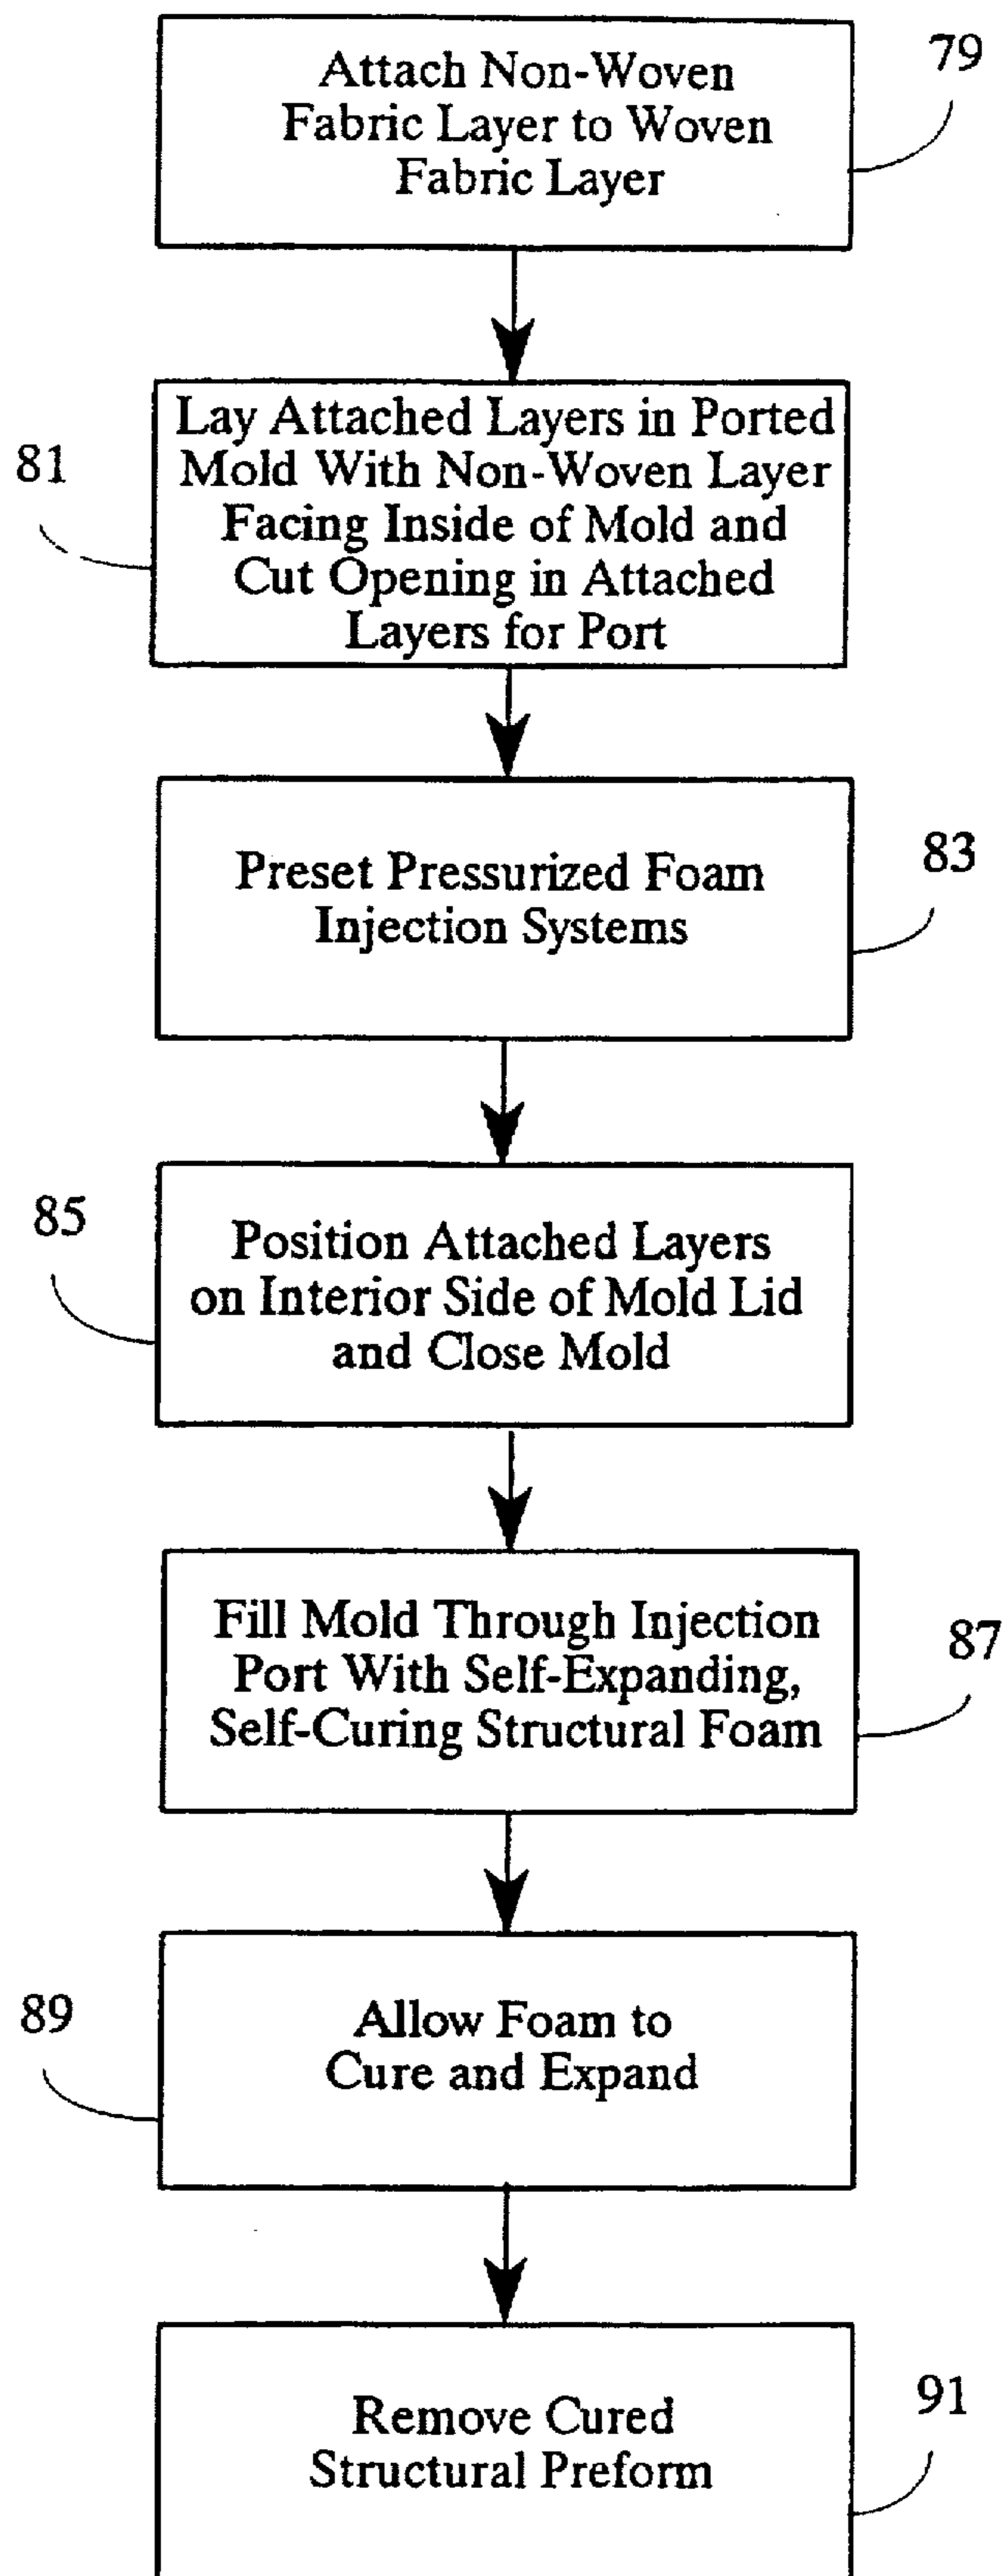 Attach Non-Woven
Fabric Layer to Woven
Fabric Layer
79
Lay Attached Layers in Ported
Mold With Non-Woven Layer
Facing Inside of Mold and
Cut Opening in Attached
Layers for Port
81
Preset Pressurized Foam
Injection Systems
83
Position Attached Layers
on Interior Side of Mold Lid
and Close Mold
85
Fill Mold Through Injection
Port With Self-Expanding,
Self-Curing Structural Foam
87
Allow Foam to
Cure and Expand
89
Remove Cured
Structural Preform
91